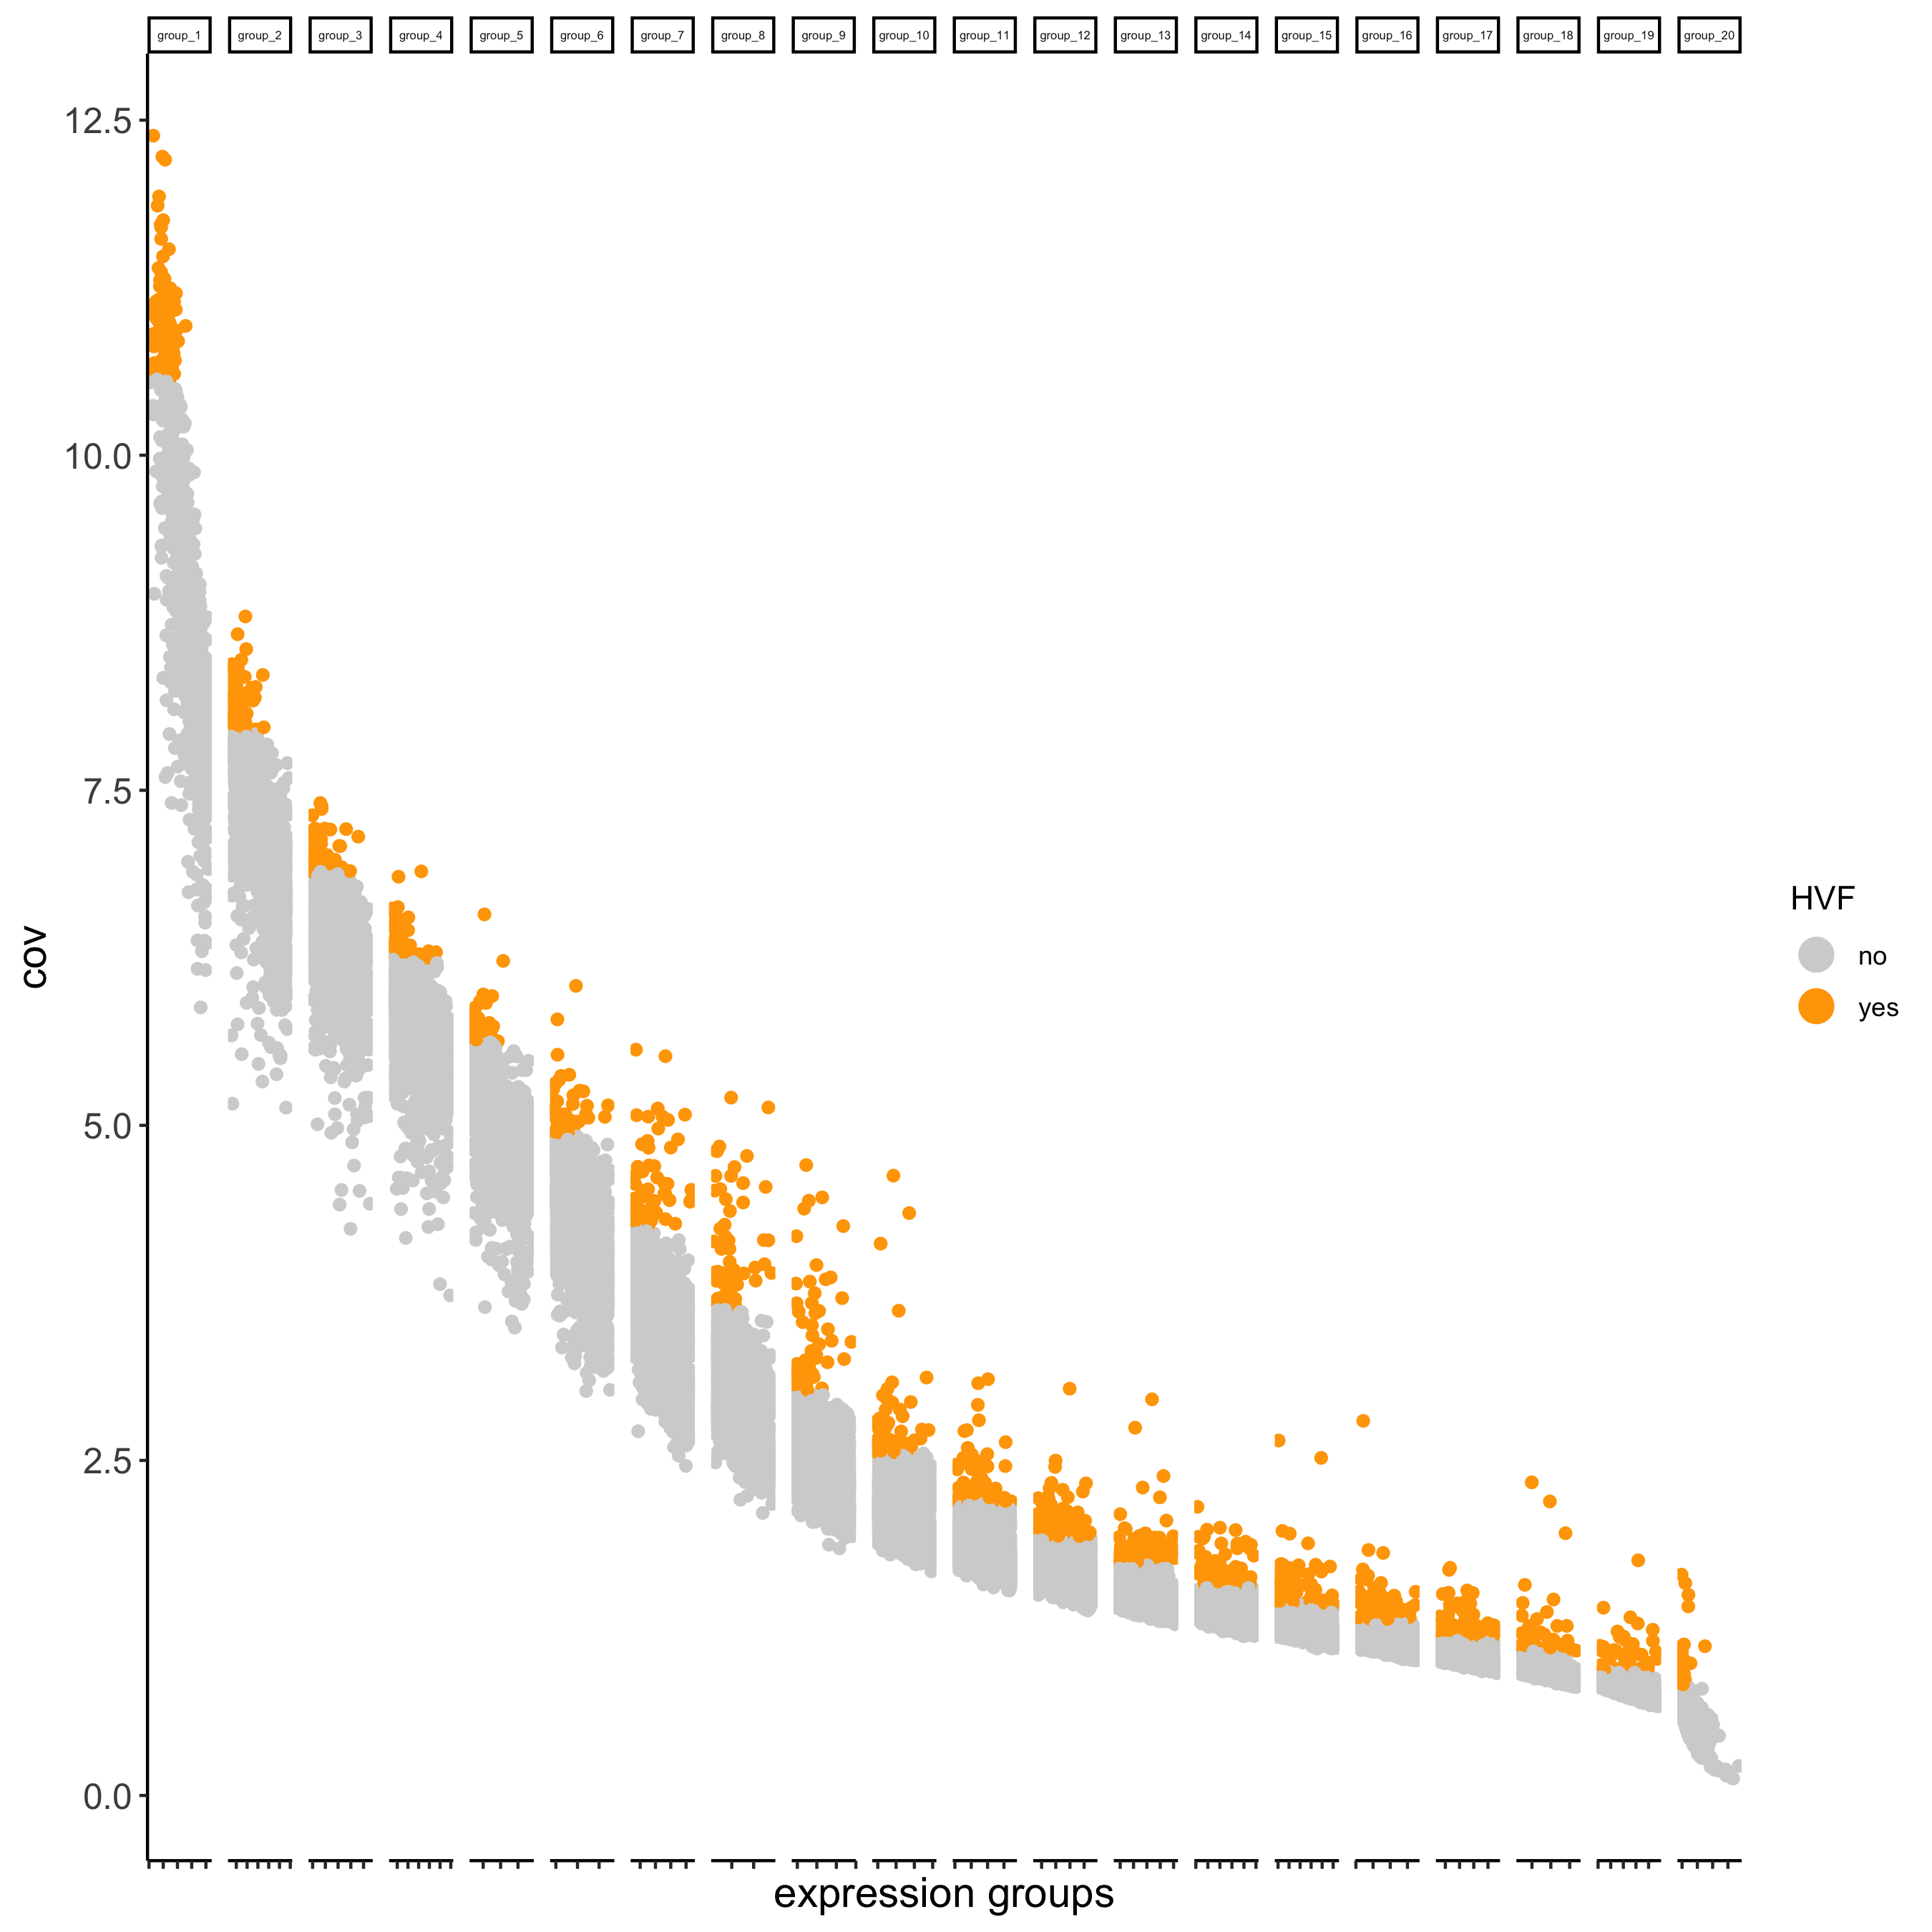 group_1 group_2 group_3 group_4 group_5 group_6 group_7 group_8 group_9 group_10 group_11 group_12 group_13 group_14 group_15 group_16 group_17 group_18 group_19 group_20
12.5
10.0
7.5
5.0
2.5
0.0
cov
expression groups
HVF
no
yes